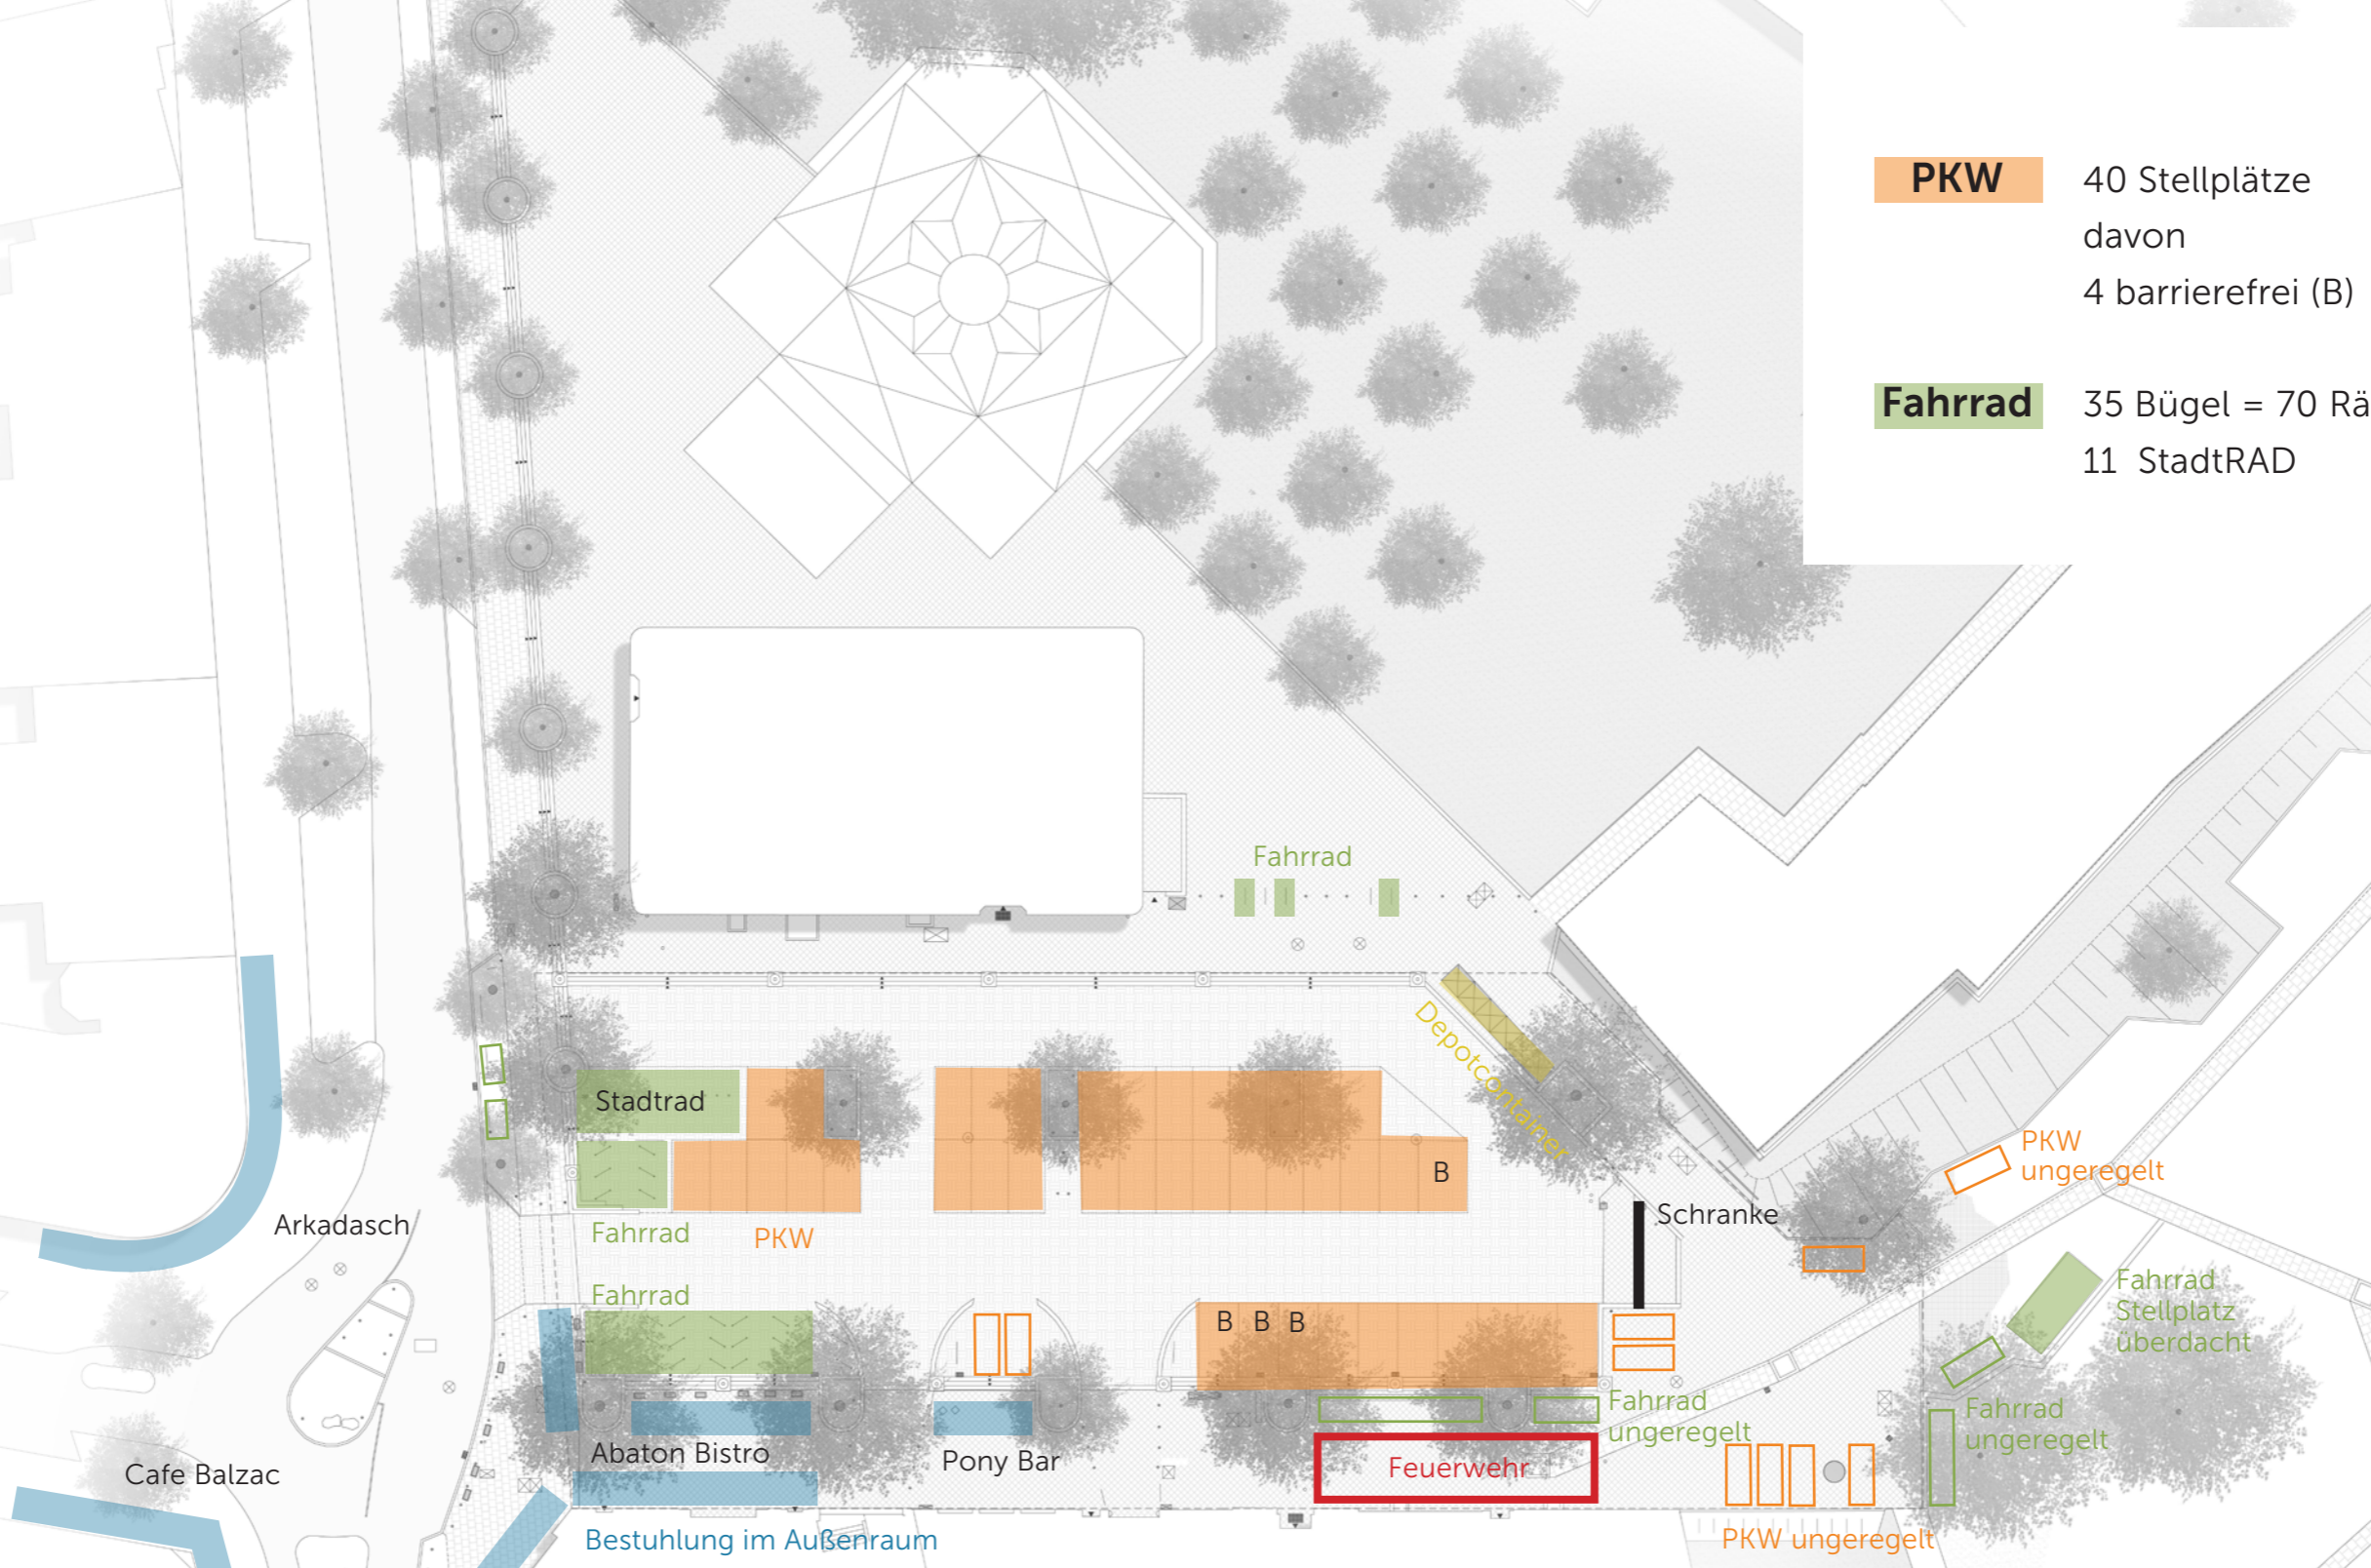 PKW
40 Stellplätze
davon
4 barrierefrei (B)
Fahrrad
35 Bügel = 70 Rä
11 StadtRAD
Fahrrad
Depotcontainer
Stadtrad
B
PKW
ungeregelt
Arkadasch
Fahrrad
PKW
Schranke
Fahrrad
Fahrrad
Stellplatz
überdacht
B B B
Fahrrad
ungeregelt
Fahrrad
ungeregelt
Abaton Bistro
Pony Bar
Feuerwehr
Cafe Balzac
Bestuhlung im Außenraum
PKW ungeregelt